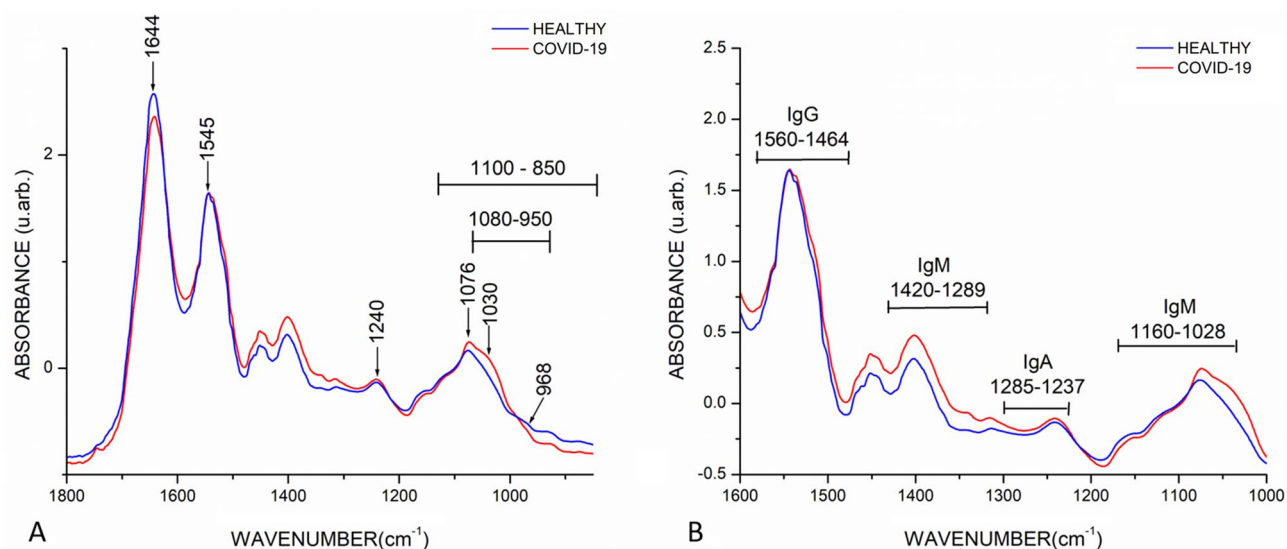 HEALTHY
COVID-19
1644
1545
1240
1076
1030
968
1100 - 850
1080-950
2
0
ABSORBANCE (u.arb.)
1800
1600
1400
1200
1000
WAVENUMBER(cm⁻¹)
A
HEALTHY
COVID-19
IgG
1560-1464
IgM
1420-1289
IgA
1285-1237
IgM
1160-1028
2.5
2.0
1.5
1.0
0.5
0.0
-0.5
ABSORBANCE (u.arb.)
1600
1500
1400
1300
1200
1100
1000
WAVENUMBER(cm⁻¹)
B